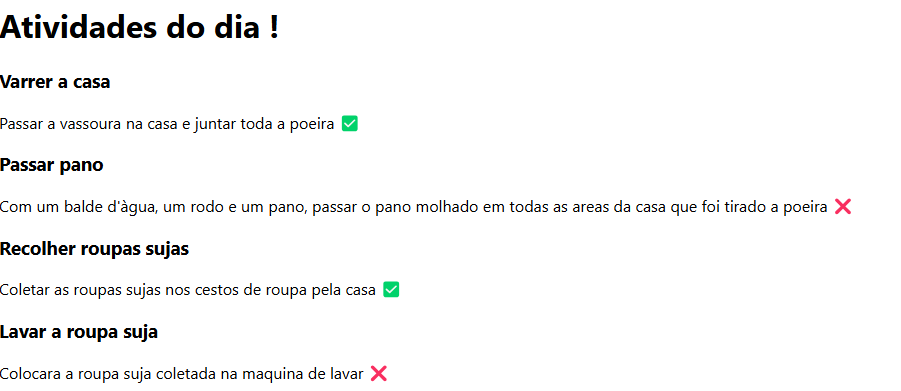 Atividades do dia !
Varrer a casa
Passar a vassoura na casa e juntar toda a poeira ✅
Passar pano
Com um balde d'àgua, um rodo e um pano, passar o pano molhado em todas as areas da casa que foi tirado a poeira ❌
Recolher roupas sujas
Coletar as roupas sujas nos cestos de roupa pela casa ✅
Lavar a roupa suja
Colocara a roupa suja coletada na maquina de lavar ❌